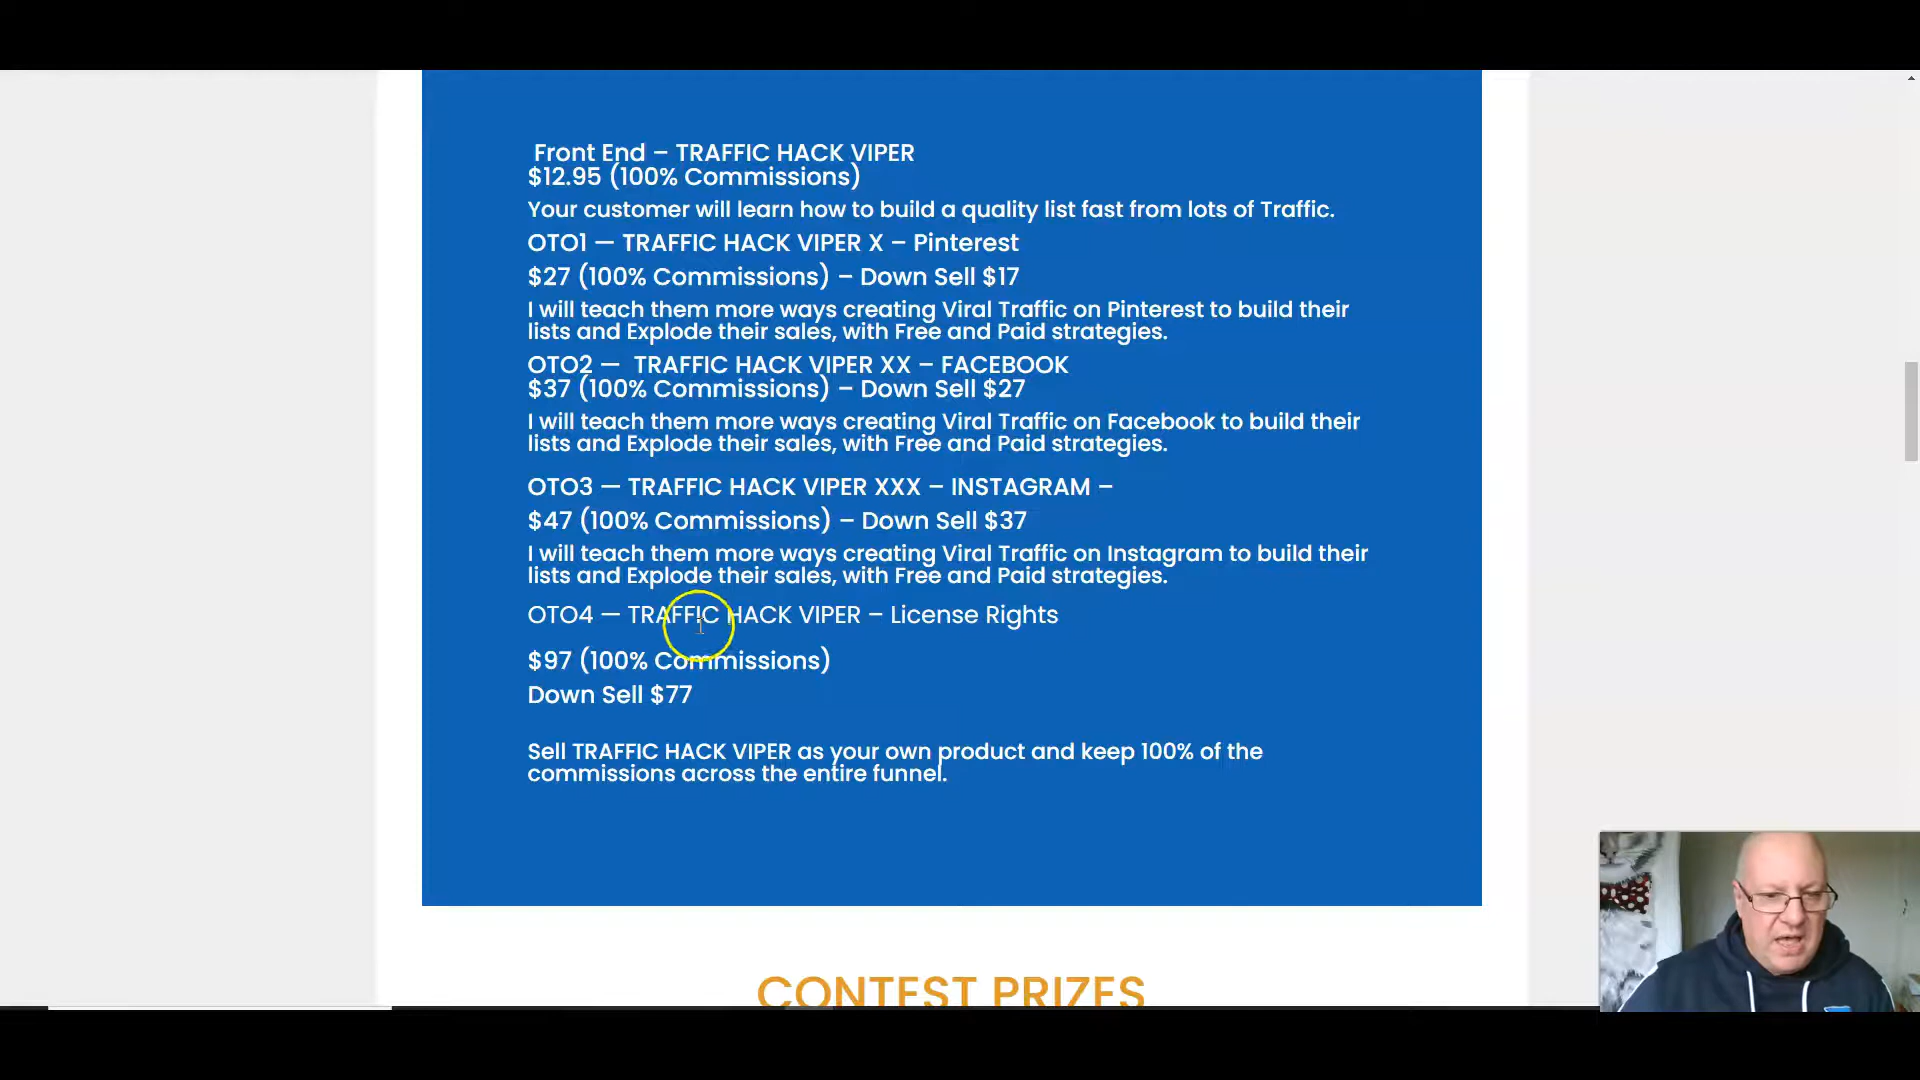 Front End – TRAFFIC HACK VIPER
$12.95 (100% Commissions)
Your customer will learn how to build a quality list fast from lots of Traffic.
OTO1 — TRAFFIC HACK VIPER X – Pinterest
$27 (100% Commissions) – Down Sell $17
I will teach them more ways creating Viral Traffic on Pinterest to build their
lists and Explode their sales, with Free and Paid strategies.
OTO2 — TRAFFIC HACK VIPER XX – FACEBOOK
$37 (100% Commissions) – Down Sell $27
I will teach them more ways creating Viral Traffic on Facebook to build their
lists and Explode their sales, with Free and Paid strategies.
OTO3 — TRAFFIC HACK VIPER XXX – INSTAGRAM –
$47 (100% Commissions) – Down Sell $37
I will teach them more ways creating Viral Traffic on Instagram to build their
lists and Explode their sales, with Free and Paid strategies.
OTO4 — TRAFFIC HACK VIPER – License Rights
$97 (100% Commissions)
Down Sell $77
Sell TRAFFIC HACK VIPER as your own product and keep 100% of the
commissions across the entire funnel.
CONTEST PRIZES